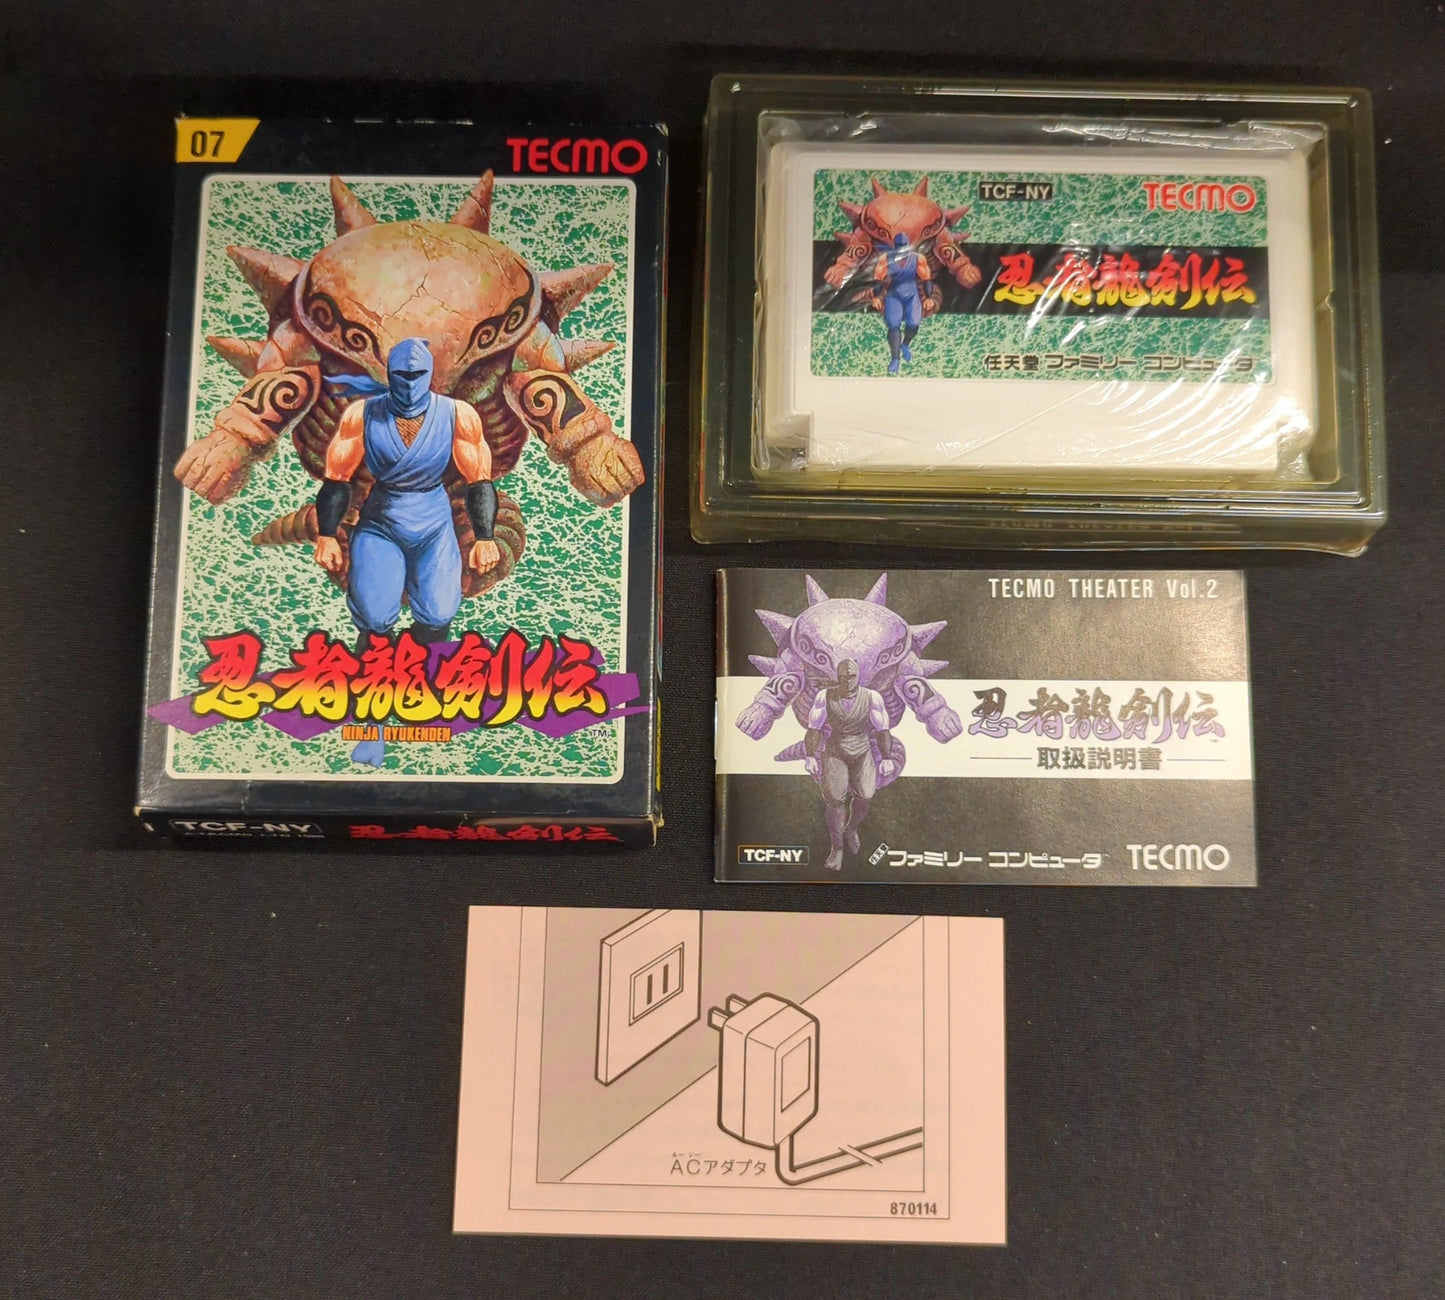 07
TECMO
忍者龍剣伝
NINJA RYUKENDEN
TM
TCF-NY
忍者龍剣伝
TCF-NY
TECMO
忍者龍剣伝
任天堂 ファミリーコンピュータ
TECMO THEATER Vol.2
忍者龍剣伝
取扱説明書
TCF-NY
ファミリーコンピュータ
TECMO
エーシー
ACアダプタ
870114